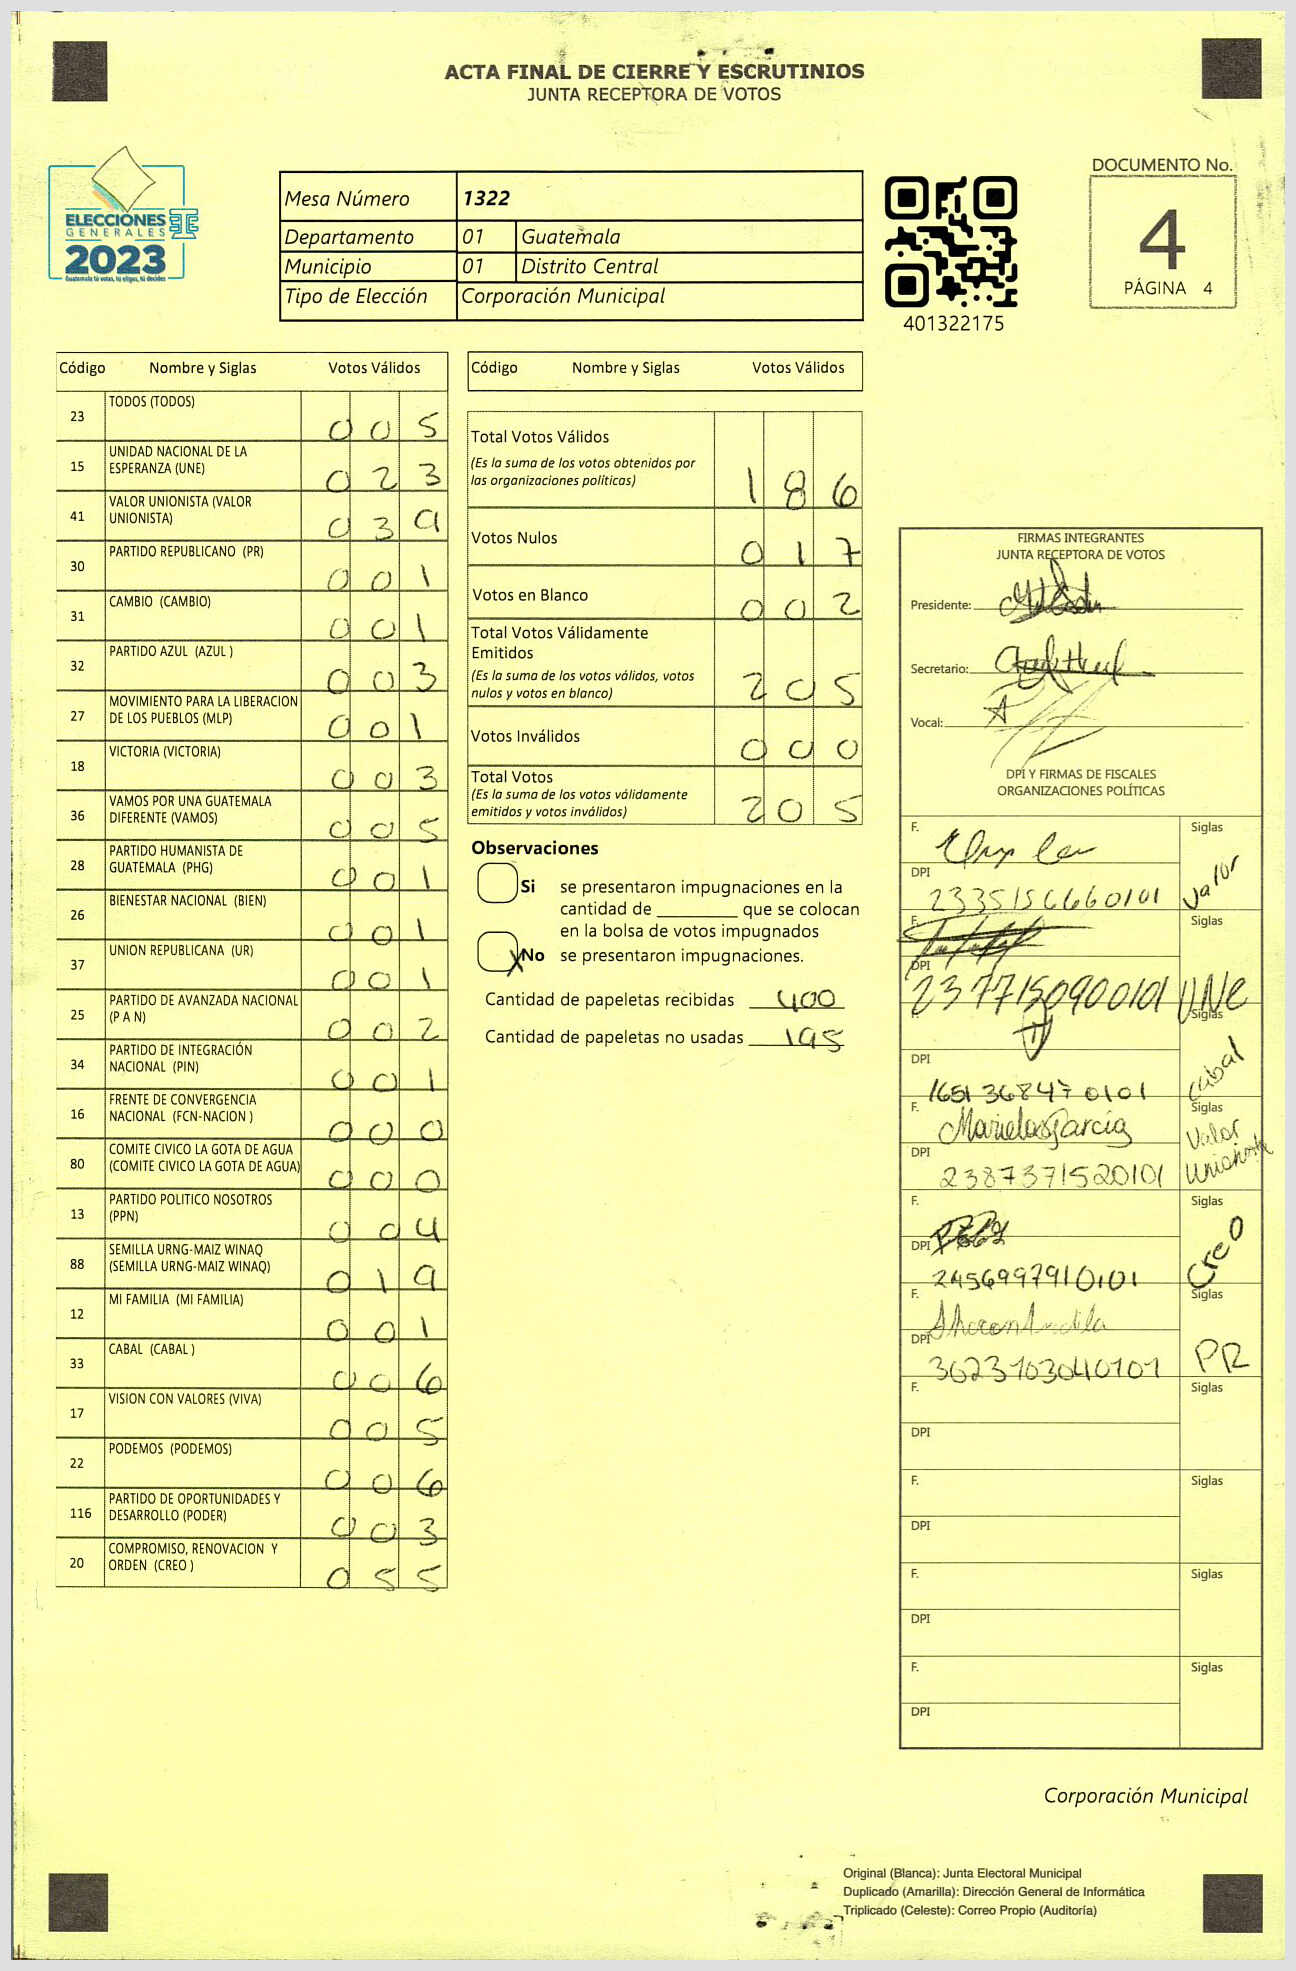 ACTA FINAL DE CIERRE Y ESCRUTINIOS
JUNTA RECEPTORA DE VOTOS
ELECCIONES
GENERALES
2023
Guatemala tú votas, tú eliges, tú decides
Mesa Número 1322
Departamento 01 Guatemala
Municipio 01 Distrito Central
Tipo de Elección Corporación Municipal
401322175
DOCUMENTO No.
4
PÁGINA 4
Código Nombre y Siglas Votos Válidos
23 TODOS (TODOS) 0 0 5
15 UNIDAD NACIONAL DE LA
ESPERANZA (UNE) 0 2 3
41 VALOR UNIONISTA (VALOR
UNIONISTA) 0 3 9
30 PARTIDO REPUBLICANO (PR) 0 0 1
31 CAMBIO (CAMBIO) 0 0 1
32 PARTIDO AZUL (AZUL ) 0 0 3
27 MOVIMIENTO PARA LA LIBERACION
DE LOS PUEBLOS (MLP) 0 0 1
18 VICTORIA (VICTORIA) 0 0 3
36 VAMOS POR UNA GUATEMALA
DIFERENTE (VAMOS) 0 0 5
28 PARTIDO HUMANISTA DE
GUATEMALA (PHG) 0 0 1
26 BIENESTAR NACIONAL (BIEN) 0 0 1
37 UNION REPUBLICANA (UR) 0 0 1
25 PARTIDO DE AVANZADA NACIONAL
(P A N) 0 0 2
34 PARTIDO DE INTEGRACIÓN
NACIONAL (PIN) 0 0 1
16 FRENTE DE CONVERGENCIA
NACIONAL (FCN-NACION ) 0 0 0
80 COMITE CIVICO LA GOTA DE AGUA
(COMITE CIVICO LA GOTA DE AGUA) 0 0 0
13 PARTIDO POLITICO NOSOTROS
(PPN) 0 0 4
88 SEMILLA URNG-MAIZ WINAQ
(SEMILLA URNG-MAIZ WINAQ) 0 1 9
12 MI FAMILIA (MI FAMILIA) 0 0 1
33 CABAL (CABAL ) 0 0 6
17 VISION CON VALORES (VIVA) 0 0 5
22 PODEMOS (PODEMOS) 0 0 6
116 PARTIDO DE OPORTUNIDADES Y
DESARROLLO (PODER) 0 0 3
20 COMPROMISO, RENOVACION Y
ORDEN (CREO ) 0 5 5
Código Nombre y Siglas Votos Válidos
Total Votos Válidos
(Es la suma de los votos obtenidos por
las organizaciones políticas) 1 8 6
Votos Nulos 0 1 7
Votos en Blanco 0 0 2
Total Votos Válidamente
Emitidos
(Es la suma de los votos válidos, votos
nulos y votos en blanco) 2 0 5
Votos Inválidos 0 0 0
Total Votos
(Es la suma de los votos válidamente
emitidos y votos inválidos) 2 0 5
Observaciones
Si se presentaron impugnaciones en la
cantidad de ________ que se colocan
en la bolsa de votos impugnados
X No se presentaron impugnaciones.
Cantidad de papeletas recibidas 400
Cantidad de papeletas no usadas 195
FIRMAS INTEGRANTES
JUNTA RECEPTORA DE VOTOS
Presidente:
Secretario:
Vocal:
DPI Y FIRMAS DE FISCALES
ORGANIZACIONES POLÍTICAS
F. Siglas
Valor
DPI
F. Siglas
DPI
2377150900101 UNE
F. Siglas
Cabal
DPI
1651368470101
F. Marielos García Siglas
Valor
Unionista
DPI
2387371520101
F. Siglas
Creo
DPI
2456997910101
F. Siglas
PR
DPI
3023103040101
F. Siglas
DPI
F. Siglas
DPI
F. Siglas
DPI
F. Siglas
DPI
Corporación Municipal
Original (Blanca): Junta Electoral Municipal
Duplicado (Amarilla): Dirección General de Informática
Triplicado (Celeste): Correo Propio (Auditoría)